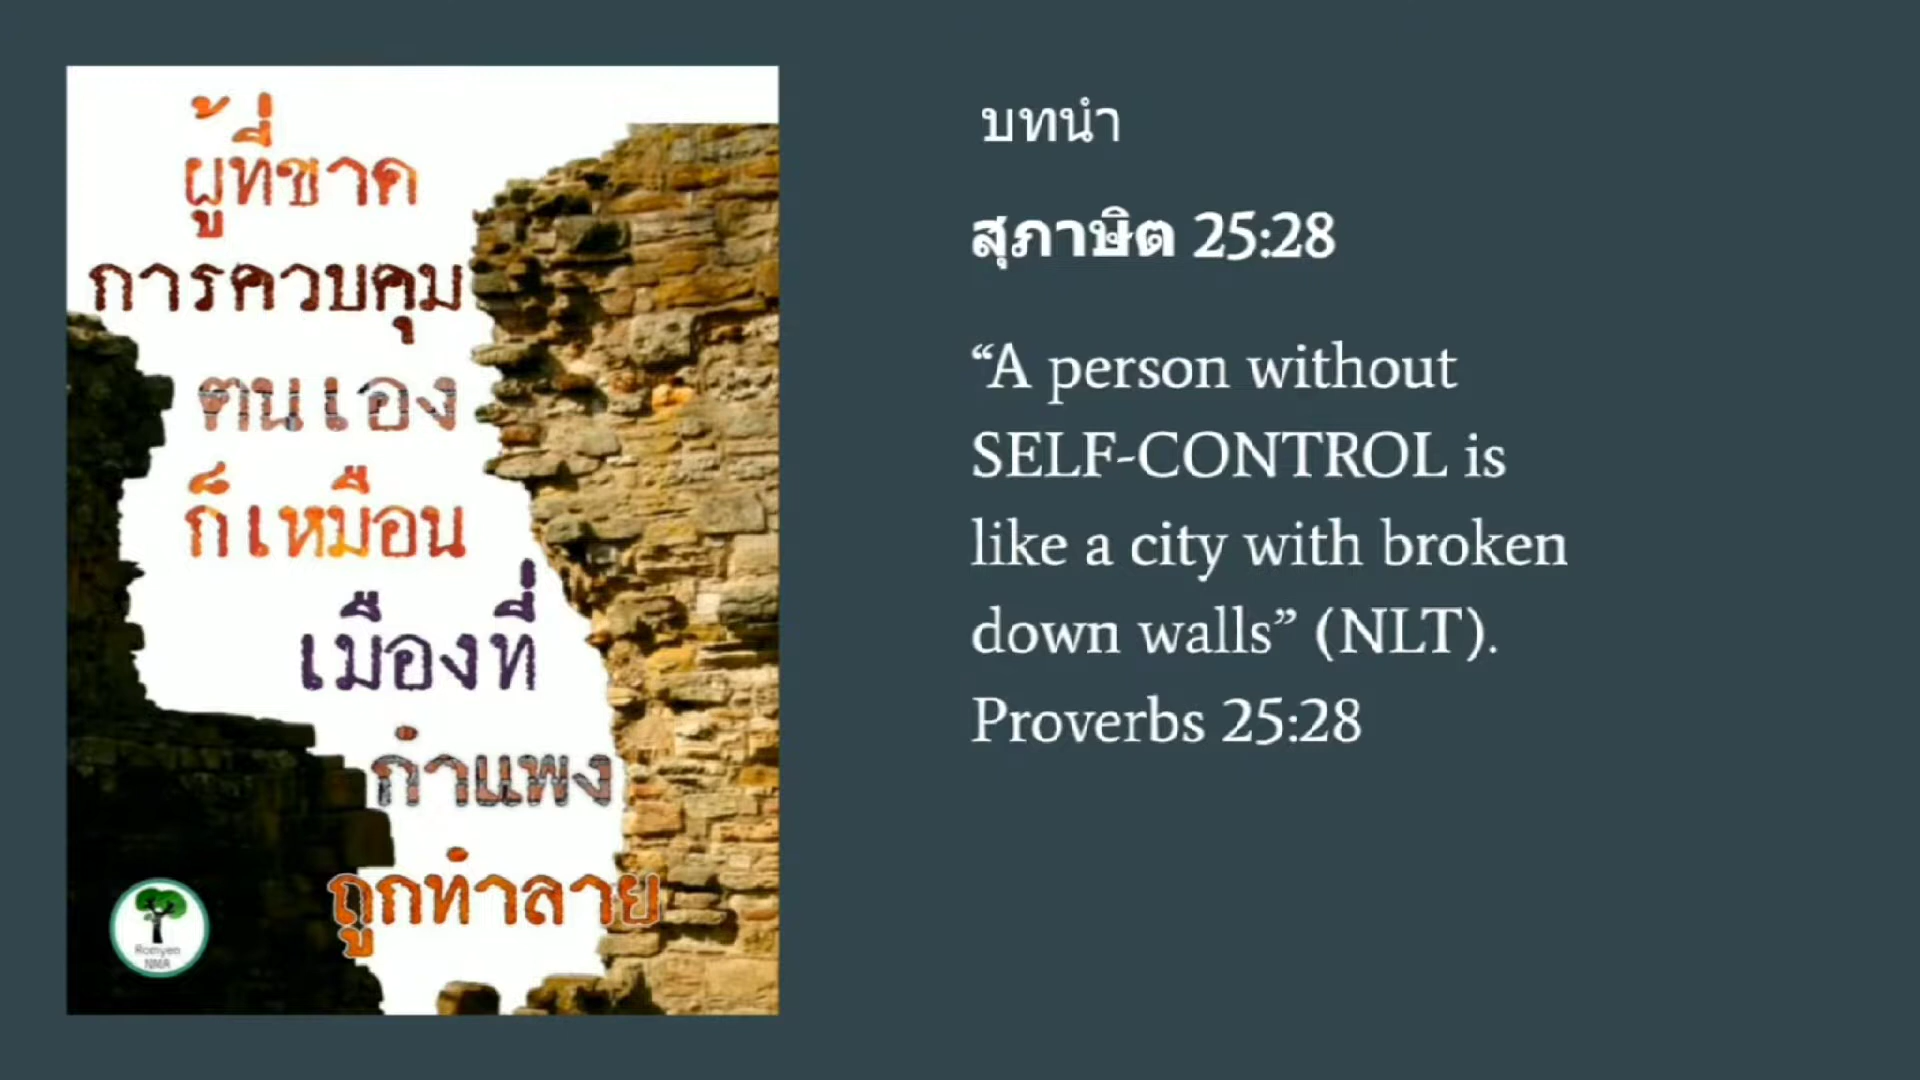 ผู้ที่ขาด
การควบคุม
ตนเอง
ก็เหมือน
เมืองที่
กำแพง
ถูกทำลาย
Romyen
NMR
บทนำ
สุภาษิต 25:28
“A person without
SELF-CONTROL is
like a city with broken
down walls” (NLT).
Proverbs 25:28